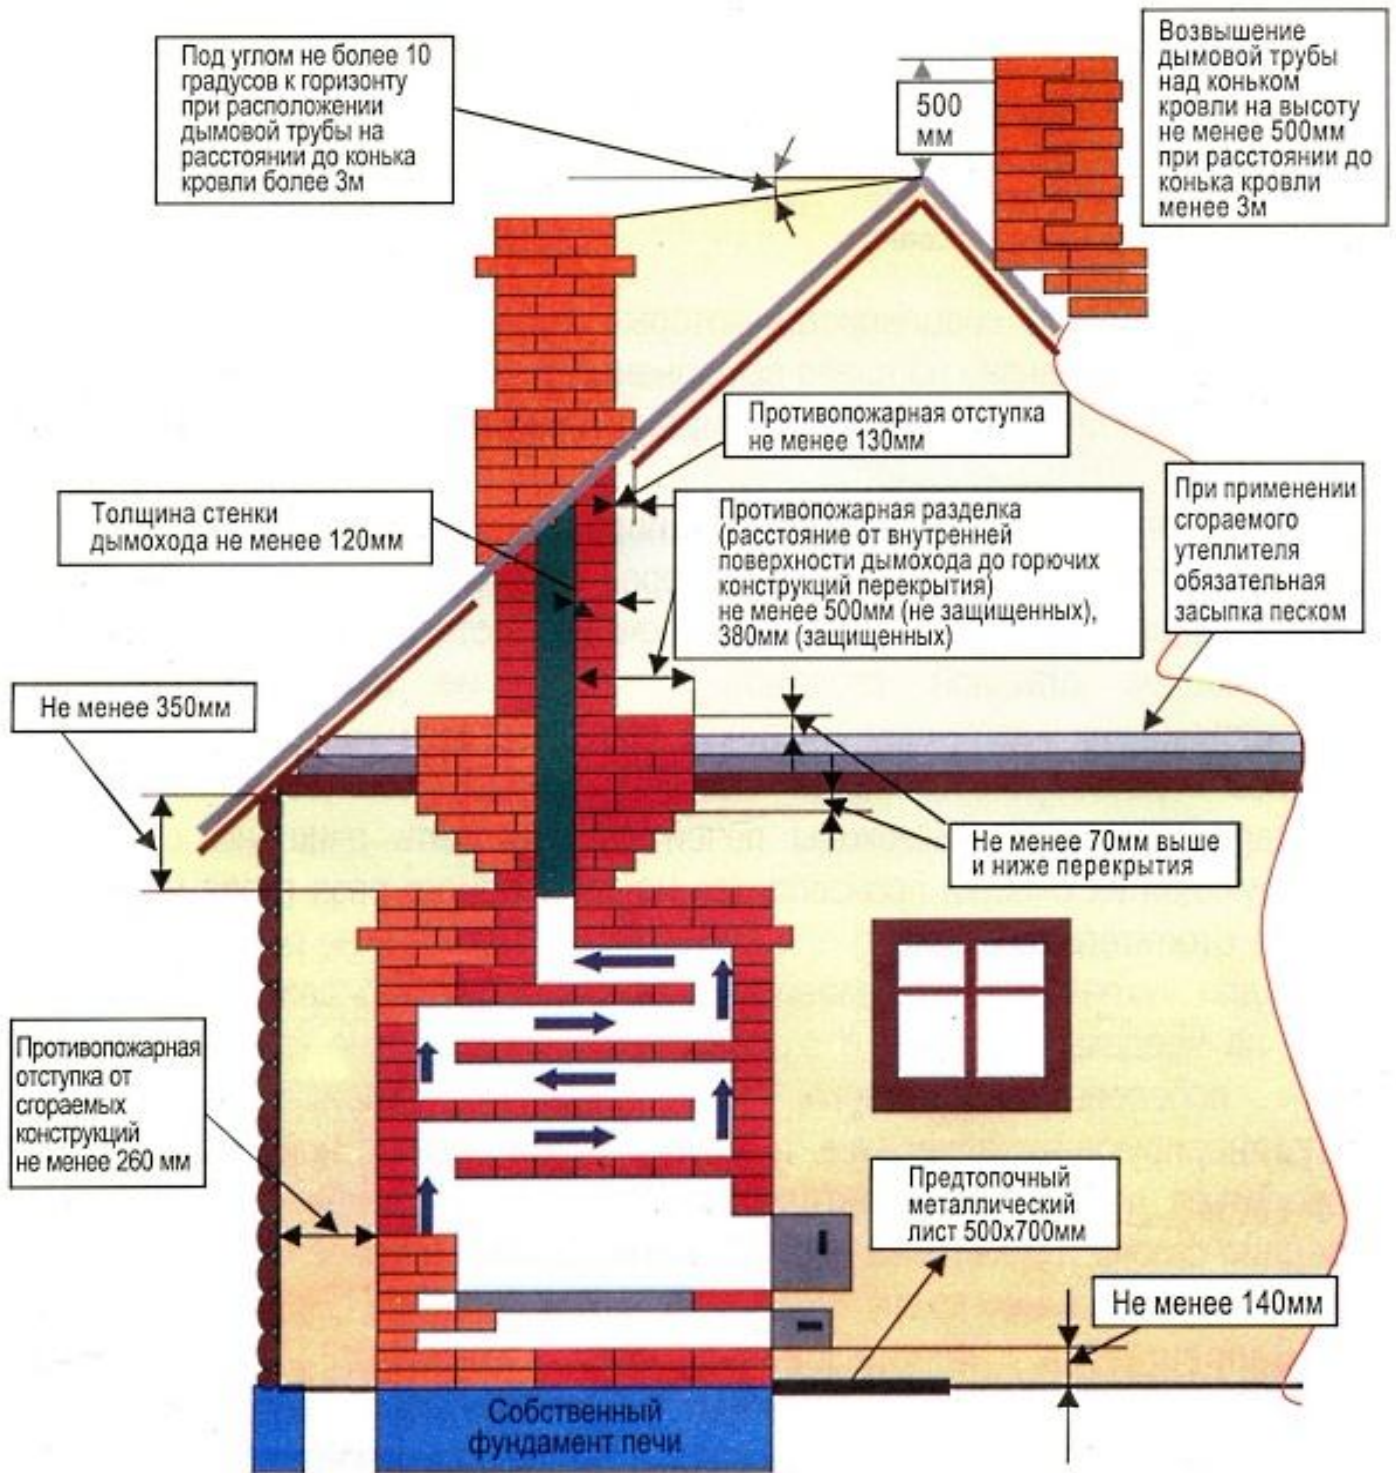 Под углом не более 10
градусов к горизонту
при расположении
дымовой трубы на
расстоянии до конька
кровли более 3м
500
мм
Возвышение
дымовой трубы
над коньком
кровли на высоту
не менее 500мм
при расстоянии до
конька кровли
менее 3м
Противопожарная отступка
не менее 130мм
Толщина стенки
дымохода не менее 120мм
Противопожарная разделка
(расстояние от внутренней
поверхности дымохода до горючих
конструкций перекрытия)
не менее 500мм (не защищенных),
380мм (защищенных)
При применении
сгораемого
утеплителя
обязательная
засыпка песком
Не менее 350мм
Не менее 70мм выше
и ниже перекрытия
Противопожарная
отступка от
сгораемых
конструкций
не менее 260 мм
Предтопочный
металлический
лист 500х700мм
Не менее 140мм
Собственный
фундамент печи